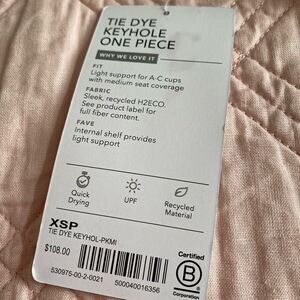 TIE DYE
KEYHOLE
ONE PIECE
WHY WE LOVE IT
FIT
Light support for A-C cups
with medium seat coverage
FABRIC
Sleek, recycled H2ECO.
See product label for
full fiber content.
FAVE
Internal shelf provides
light support
Quick
Drying
UPF
Recycled
Material
XSP
TIE DYE KEYHOL-PKMI
$108.00
530975-00-2-0021
500040016356
Certified
B
Corporation